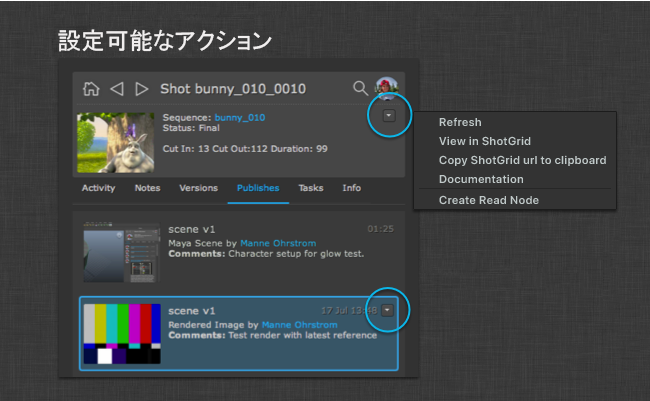 設定可能なアクション
Shot bunny_010_0010
Sequence: bunny_010
Status: Final
Cut In: 13 Cut Out:112 Duration: 99
Activity Notes Versions Publishes Tasks Info
scene v1 01:25
Maya Scene by Manne Ohrstrom
Comments: Character setup for glow test.
scene v1 17 Jul 13:48
Rendered Image by Manne Ohrstrom
Comments: Test render with latest reference
Refresh
View in ShotGrid
Copy ShotGrid url to clipboard
Documentation
Create Read Node